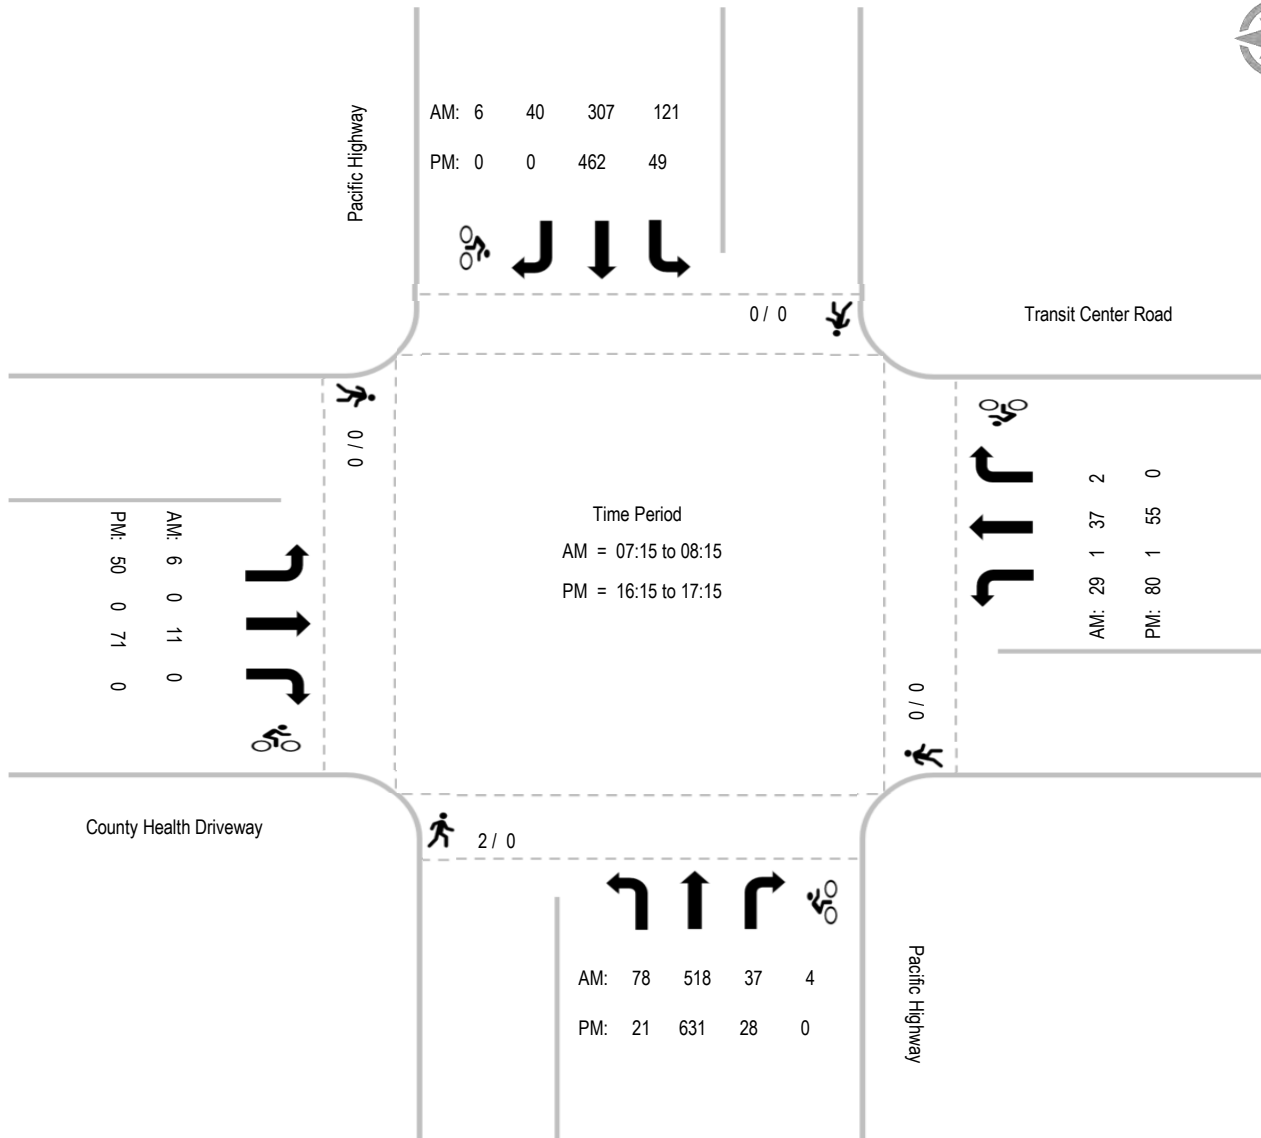 Pacific Highway
AM: 6 40 307 121
PM: 0 0 462 49
0 / 0
Transit Center Road
0 / 0
AM: 29 1 37 2
PM: 80 1 55 0
Time Period
AM = 07:15 to 08:15
PM = 16:15 to 17:15
AM: 6 0 11 0
PM: 50 0 71 0
0 / 0
County Health Driveway
2 / 0
AM: 78 518 37 4
PM: 21 631 28 0
Pacific Highway